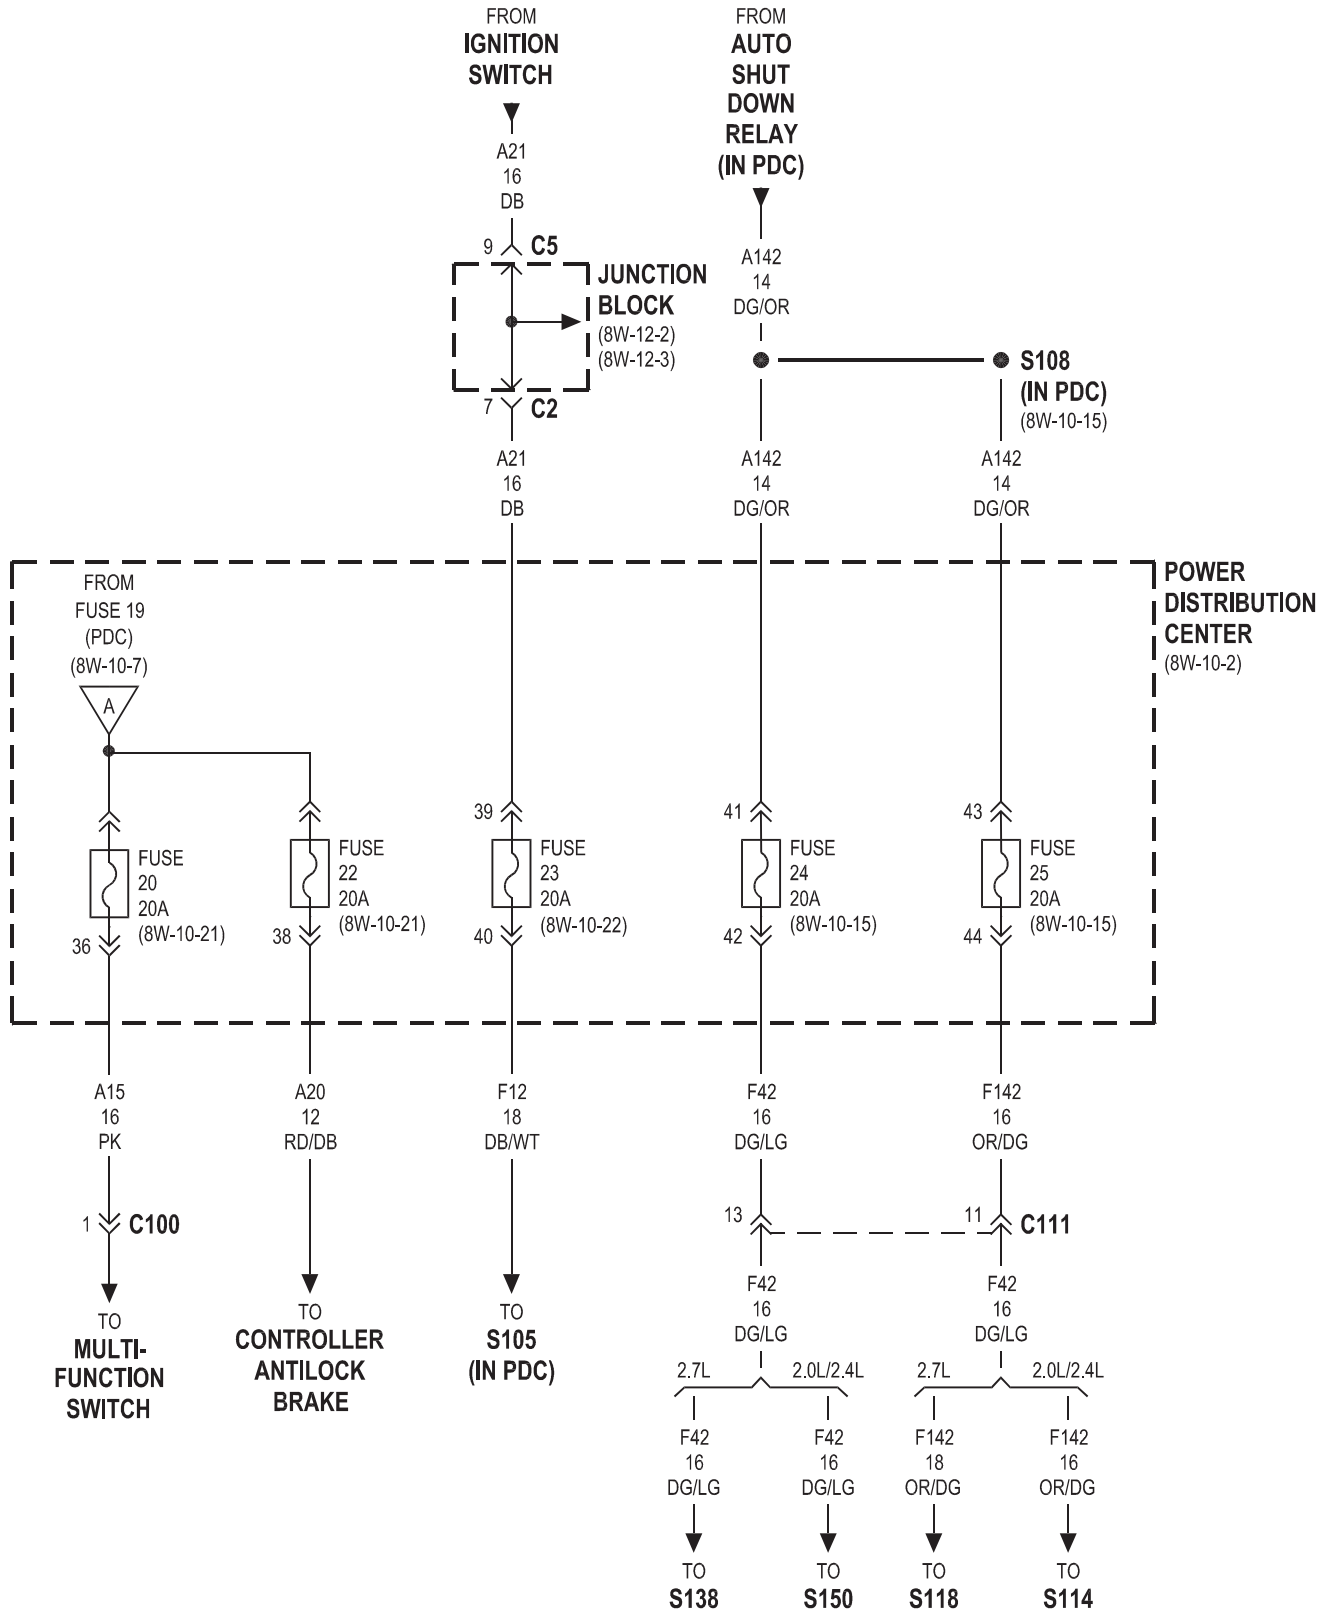 FROM
IGNITION
SWITCH
FROM
AUTO
SHUT
DOWN
RELAY
(IN PDC)
A21
16
DB
9
C5
JUNCTION
BLOCK
(8W-12-2)
(8W-12-3)
7
C2
A142
14
DG/OR
S108
(IN PDC)
(8W-10-15)
A21
16
DB
A142
14
DG/OR
A142
14
DG/OR
POWER
DISTRIBUTION
CENTER
(8W-10-2)
FROM
FUSE 19
(PDC)
(8W-10-7)
A
FUSE
20
20A
(8W-10-21)
36
FUSE
22
20A
(8W-10-21)
38
39
FUSE
23
20A
(8W-10-22)
40
41
FUSE
24
20A
(8W-10-15)
42
43
FUSE
25
20A
(8W-10-15)
44
A15
16
PK
A20
12
RD/DB
F12
18
DB/WT
F42
16
DG/LG
F142
16
OR/DG
1
C100
13
11
C111
TO
MULTI-
FUNCTION
SWITCH
TO
CONTROLLER
ANTILOCK
BRAKE
TO
S105
(IN PDC)
F42
16
DG/LG
F42
16
DG/LG
2.7L
2.0L/2.4L
2.7L
2.0L/2.4L
F42
16
DG/LG
F42
16
DG/LG
F142
18
OR/DG
F142
16
OR/DG
TO
S138
TO
S150
TO
S118
TO
S114